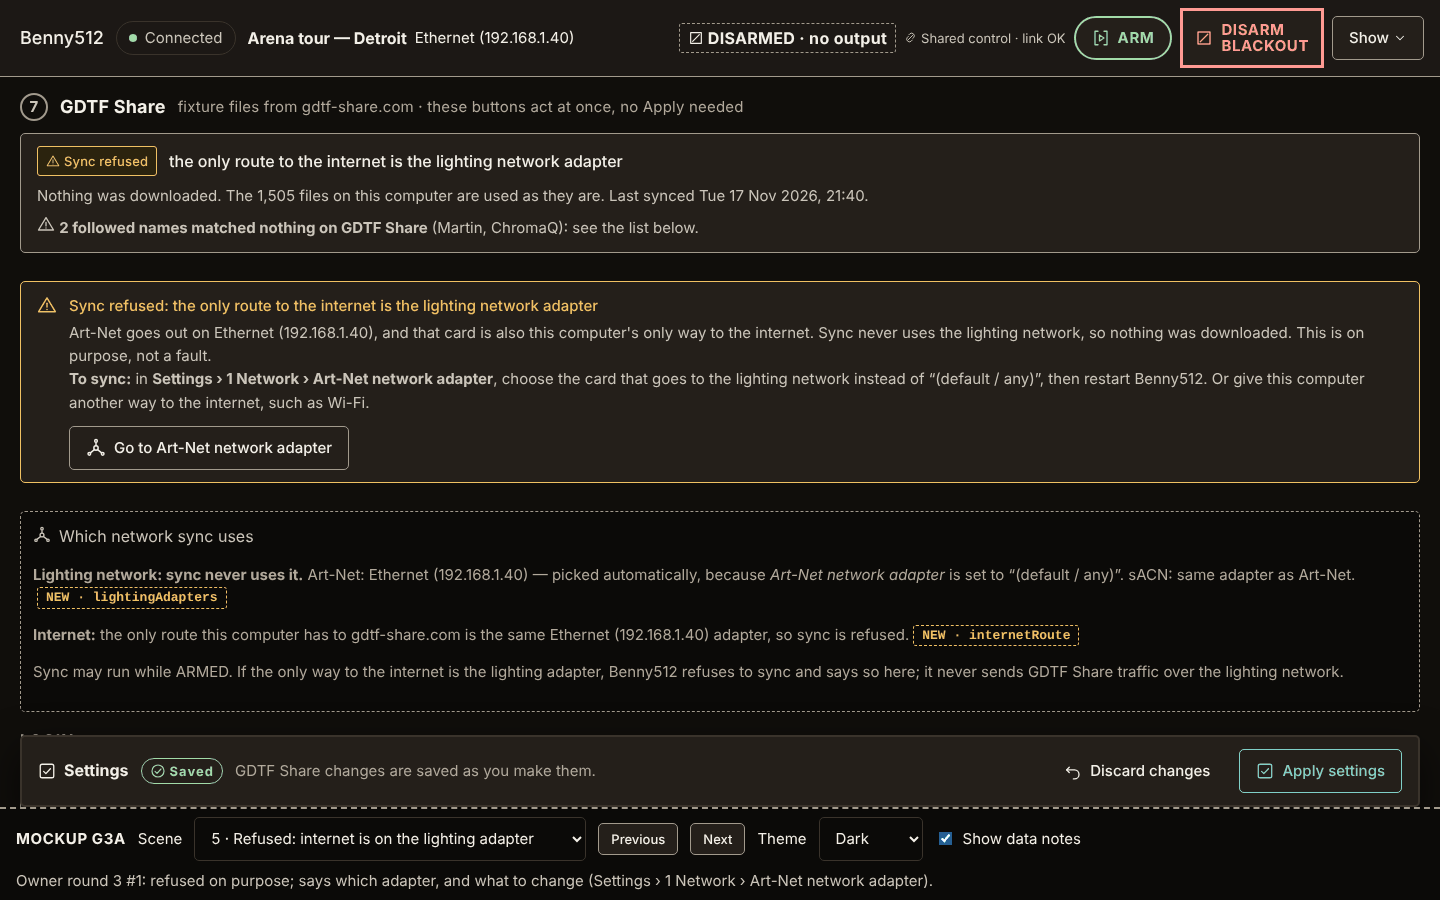 Benny512 Connected Arena tour — Detroit Ethernet (192.168.1.40) DISARMED · no output Shared control · link OK ARM DISARM BLACKOUT Show
7 GDTF Share fixture files from gdtf-share.com · these buttons act at once, no Apply needed
Sync refused the only route to the internet is the lighting network adapter
Nothing was downloaded. The 1,505 files on this computer are used as they are. Last synced Tue 17 Nov 2026, 21:40.
2 followed names matched nothing on GDTF Share (Martin, ChromaQ): see the list below.
Sync refused: the only route to the internet is the lighting network adapter
Art-Net goes out on Ethernet (192.168.1.40), and that card is also this computer's only way to the internet. Sync never uses the lighting network, so nothing was downloaded. This is on
purpose, not a fault.
To sync: in Settings › 1 Network › Art-Net network adapter, choose the card that goes to the lighting network instead of “(default / any)”, then restart Benny512. Or give this computer
another way to the internet, such as Wi-Fi.
Go to Art-Net network adapter
Which network sync uses
Lighting network: sync never uses it. Art-Net: Ethernet (192.168.1.40) — picked automatically, because Art-Net network adapter is set to “(default / any)”. sACN: same adapter as Art-Net.
NEW · lightingAdapters
Internet: the only route this computer has to gdtf-share.com is the same Ethernet (192.168.1.40) adapter, so sync is refused. NEW · internetRoute
Sync may run while ARMED. If the only way to the internet is the lighting adapter, Benny512 refuses to sync and says so here; it never sends GDTF Share traffic over the lighting network.
Settings Saved GDTF Share changes are saved as you make them. Discard changes Apply settings
MOCKUP G3A Scene 5 · Refused: internet is on the lighting adapter Previous Next Theme Dark Show data notes
Owner round 3 #1: refused on purpose; says which adapter, and what to change (Settings › 1 Network › Art-Net network adapter).